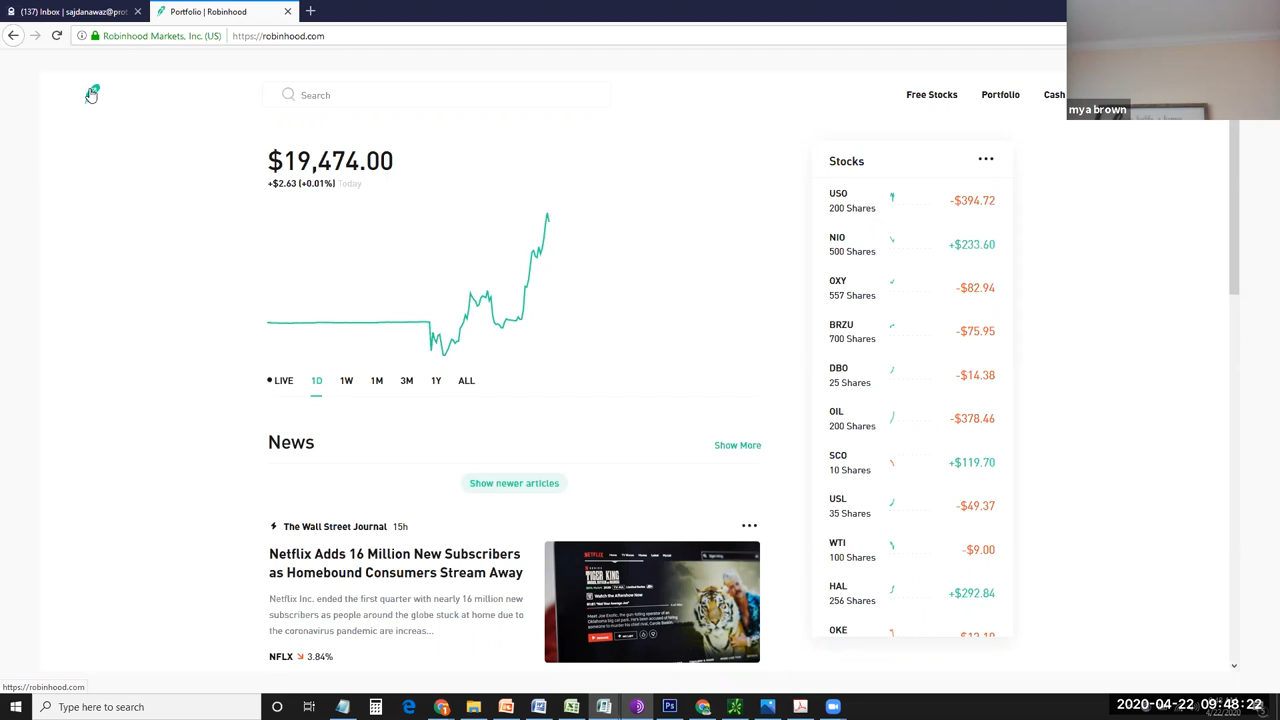 (137) Inbox | sajdanawaz@prot
Portfolio | Robinhood
Robinhood Markets, Inc. (US)
https://robinhood.com
mya brown
Search
Free Stocks
Portfolio
Cash
$19,474.00
+$2.63 (+0.01%) Today
LIVE
1D
1W
1M
3M
1Y
ALL
News
Show More
Show newer articles
The Wall Street Journal 15h
Netflix Adds 16 Million New Subscribers
as Homebound Consumers Stream Away
Netflix Inc. ended the first quarter with nearly 16 million new
subscribers as people around the globe stuck at home due to
the coronavirus pandemic are increas...
NFLX 3.84%
NETFLIX
TIGER
KING
Stocks
USO
200 Shares
-$394.72
NIO
500 Shares
+$233.60
OXY
557 Shares
-$82.94
BRZU
700 Shares
-$75.95
DBO
25 Shares
-$14.38
OIL
200 Shares
-$378.46
SCO
10 Shares
+$119.70
USL
35 Shares
-$49.37
WTI
100 Shares
-$9.00
HAL
256 Shares
+$292.84
OKE
https://robinhood.com
Type here to search
2020-04-22 09:48:22